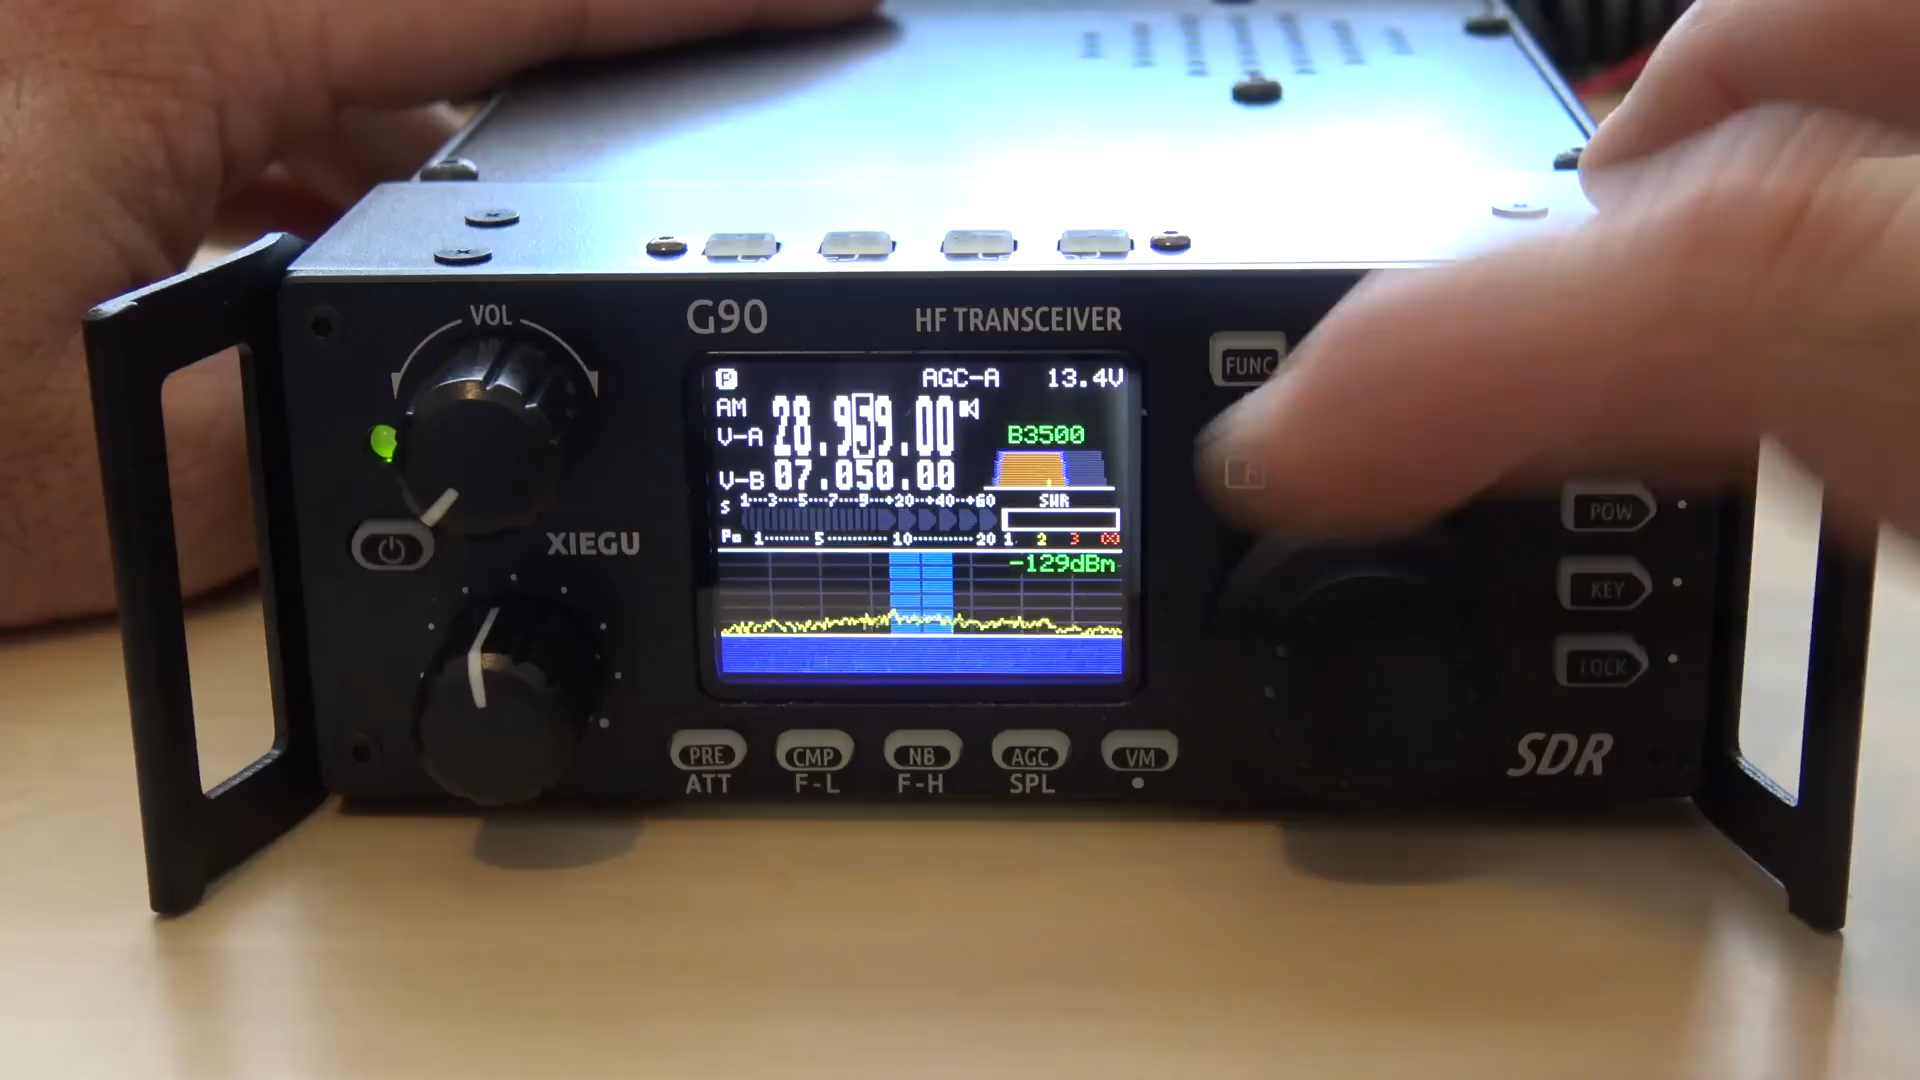 VOL
G90 HF TRANSCEIVER
FUNC
P AGC-A 13.4V
AM
V-A 28.959.00
B3500
V-B 07.050.00
S 1--3--5--7--9--+20--+40--+60 SWR
Po 1········5·········10·········20 1 2 3 ∞
-129dBm
XIEGU
POW
KEY
LOCK
SDR
PRE CMP NB AGC VM
ATT F-L F-H SPL